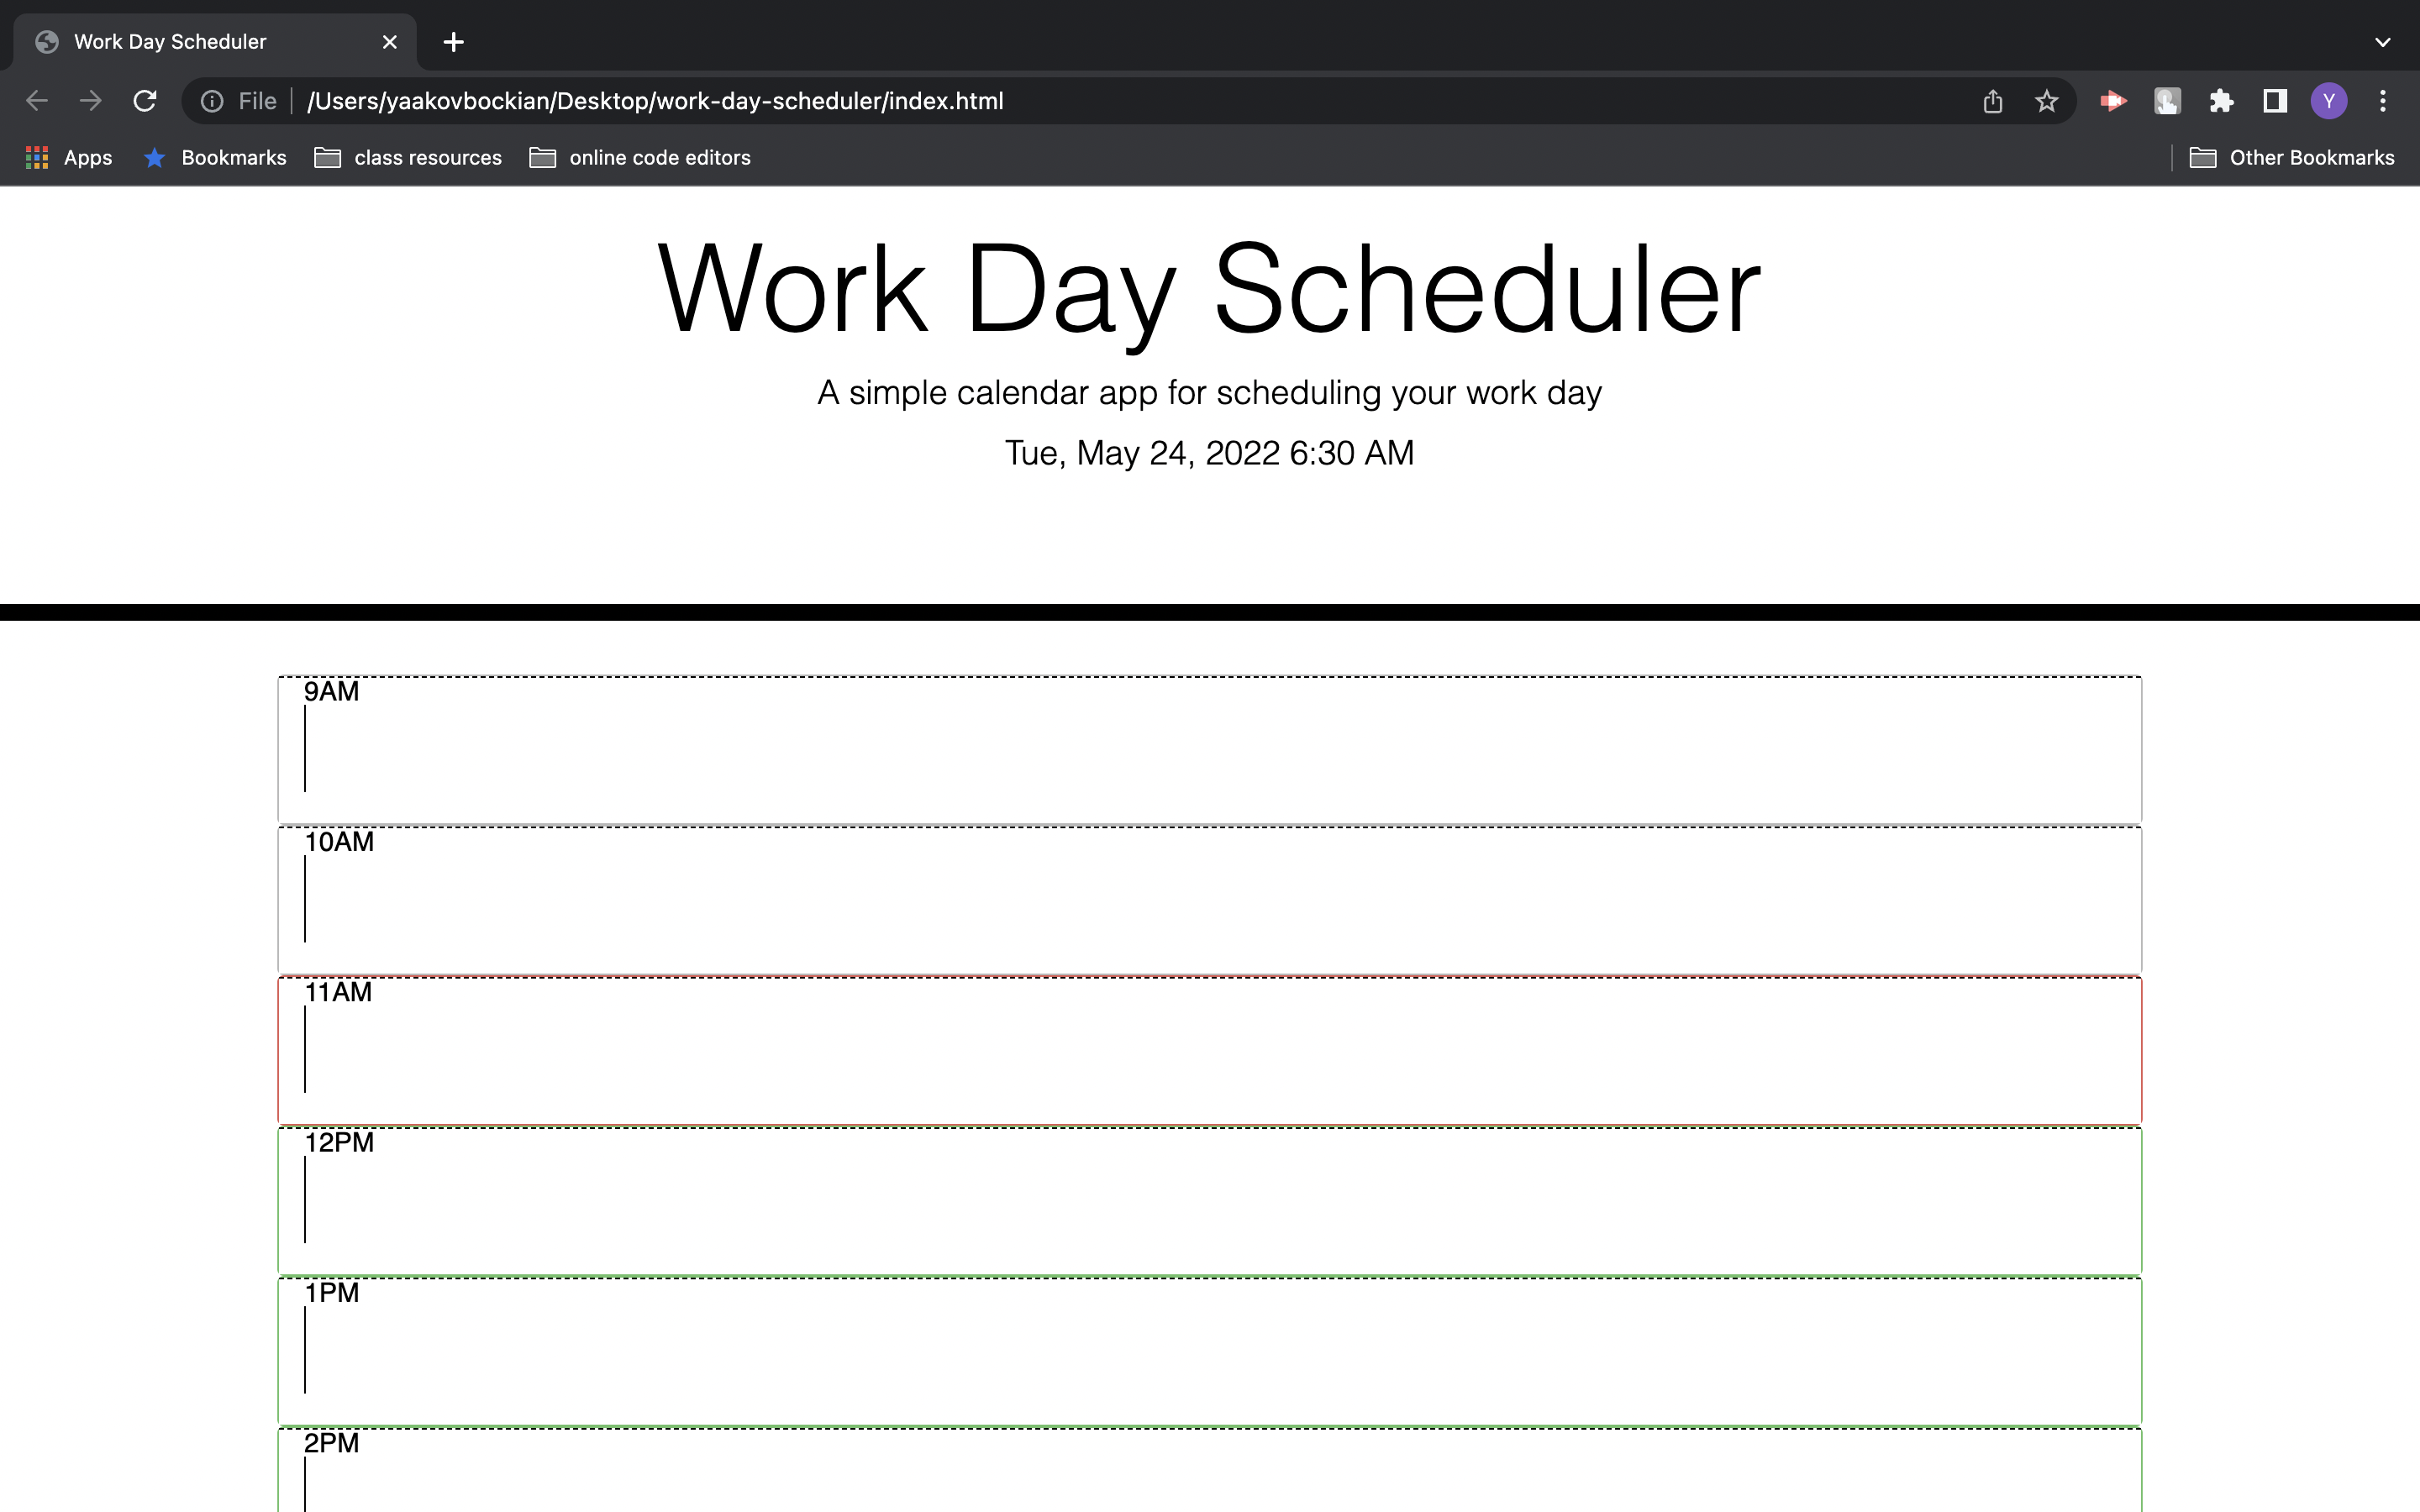 Work Day Scheduler
File | /Users/yaakovbockian/Desktop/work-day-scheduler/index.html
Y
Apps Bookmarks class resources online code editors Other Bookmarks
Work Day Scheduler
A simple calendar app for scheduling your work day
Tue, May 24, 2022 6:30 AM
9AM
10AM
11AM
12PM
1PM
2PM